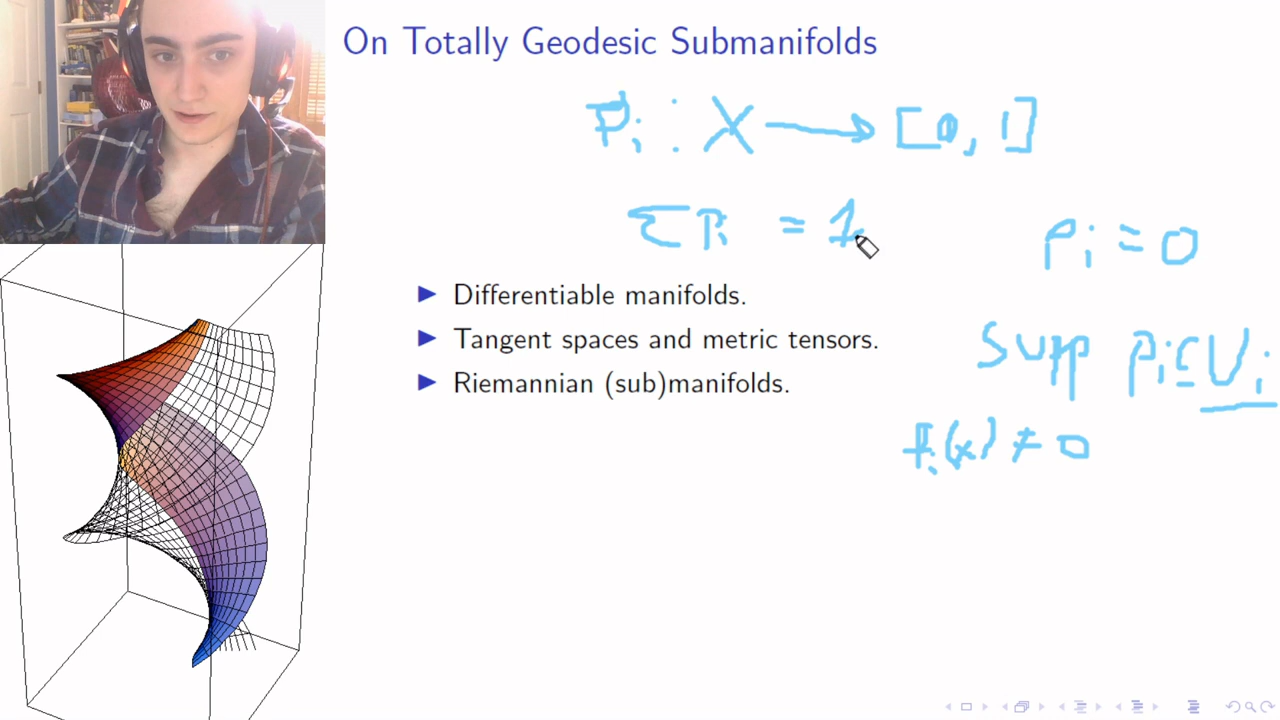 On Totally Geodesic Submanifolds
Pi : X → [0, 1]
ΣPi = 1
Pi = 0
▶ Differentiable manifolds.
▶ Tangent spaces and metric tensors.
▶ Riemannian (sub)manifolds.
Supp Pi ⊆ Ui
Pi(x) ≠ 0